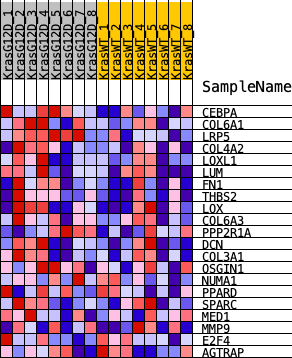 KrasG12D_1
KrasG12D_2
KrasG12D_3
KrasG12D_4
KrasG12D_5
KrasG12D_6
KrasG12D_7
KrasG12D_8
KrasWT_1
KrasWT_2
KrasWT_3
KrasWT_4
KrasWT_5
KrasWT_6
KrasWT_7
KrasWT_8
SampleName
CEBPA
COL6A1
LRP5
COL4A2
LOXL1
LUM
FN1
THBS2
LOX
COL6A3
PPP2R1A
DCN
COL3A1
OSGIN1
NUMA1
PPARD
SPARC
MED1
MMP9
E2F4
AGTRAP